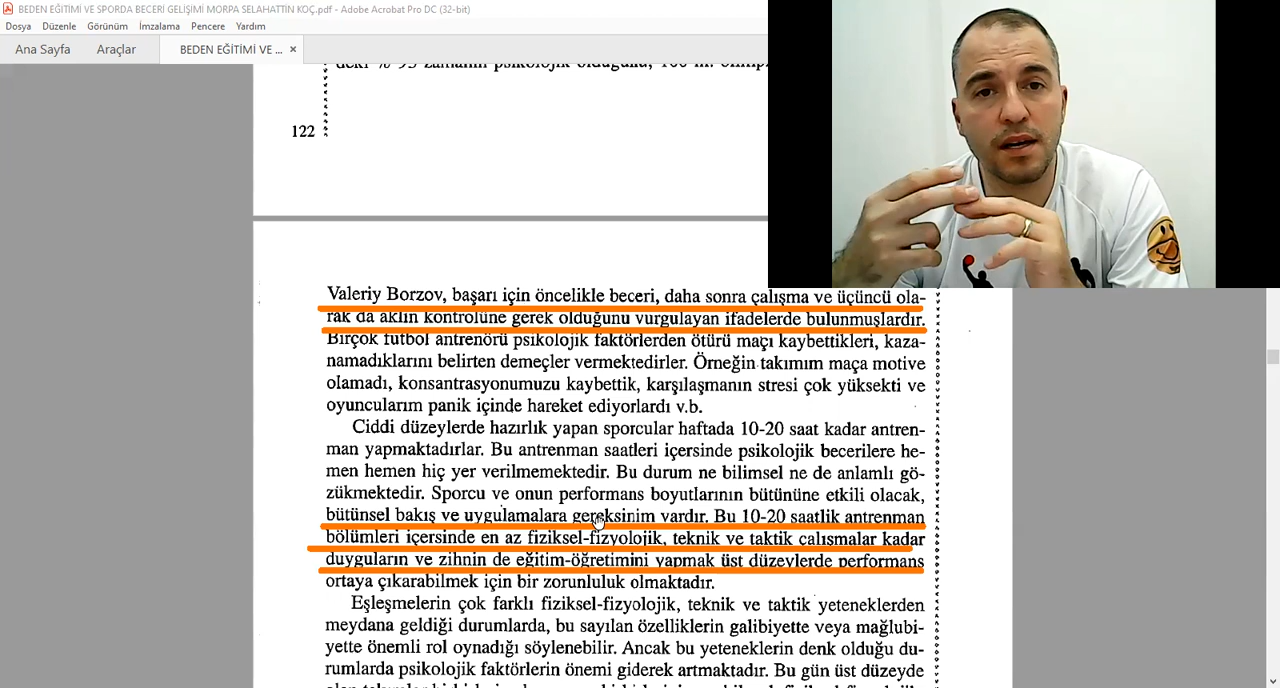 BEDEN EĞİTİMİ VE SPORDA BECERİ GELİŞİMİ MORPA SELAHATTİN KOÇ.pdf - Adobe Acrobat Pro DC (32-bit)
Dosya Düzenle Görünüm İmzalama Pencere Yardım
Ana Sayfa Araçlar BEDEN EĞİTİMİ VE ... ×
deki % 95 zamanın psikolojik olduğunu, 100 m.
122
Valeriy Borzov, başarı için öncelikle beceri, daha sonra çalışma ve üçüncü ola-
rak da aklın kontrolüne gerek olduğunu vurgulayan ifadelerde bulunmuşlardır.
Birçok futbol antrenörü psikolojik faktörlerden ötürü maçı kaybettikleri, kaza-
namadıklarını belirten demeçler vermektedirler. Örneğin takımım maça motive
olamadı, konsantrasyonumuzu kaybettik, karşılaşmanın stresi çok yüksekti ve
oyuncularım panik içinde hareket ediyorlardı v.b.
Ciddi düzeylerde hazırlık yapan sporcular haftada 10-20 saat kadar antren-
man yapmaktadırlar. Bu antrenman saatleri içersinde psikolojik becerilere he-
men hemen hiç yer verilmemektedir. Bu durum ne bilimsel ne de anlamlı gö-
zükmektedir. Sporcu ve onun performans boyutlarının bütününe etkili olacak,
bütünsel bakış ve uygulamalara gereksinim vardır. Bu 10-20 saatlik antrenman
bölümleri içersinde en az fiziksel-fizyolojik, teknik ve taktik çalışmalar kadar
duyguların ve zihnin de eğitim-öğretimini yapmak üst düzeylerde performans
ortaya çıkarabilmek için bir zorunluluk olmaktadır.
Eşleşmelerin çok farklı fiziksel-fizyolojik, teknik ve taktik yeteneklerden
meydana geldiği durumlarda, bu sayılan özelliklerin galibiyette veya mağlubi-
yette önemli rol oynadığı söylenebilir. Ancak bu yeteneklerin denk olduğu du-
rumlarda psikolojik faktörlerin önemi giderek artmaktadır. Bu gün üst düzeyde